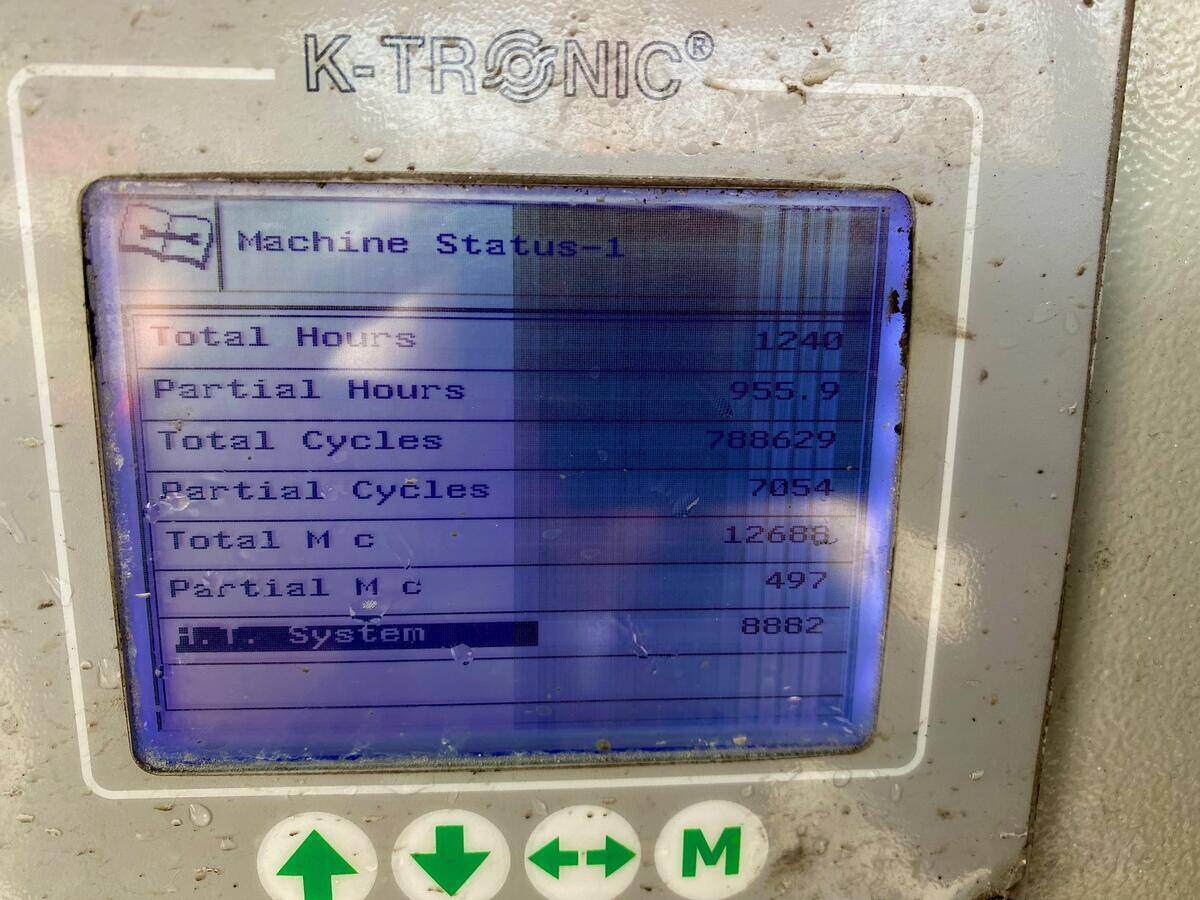 K-TRONIC®
Machine Status-1
Total Hours 1240
Partial Hours 955.9
Total Cycles 788629
Partial Cycles 7054
Total M c 12688
Partial M c 497
i.T. System 8882
M